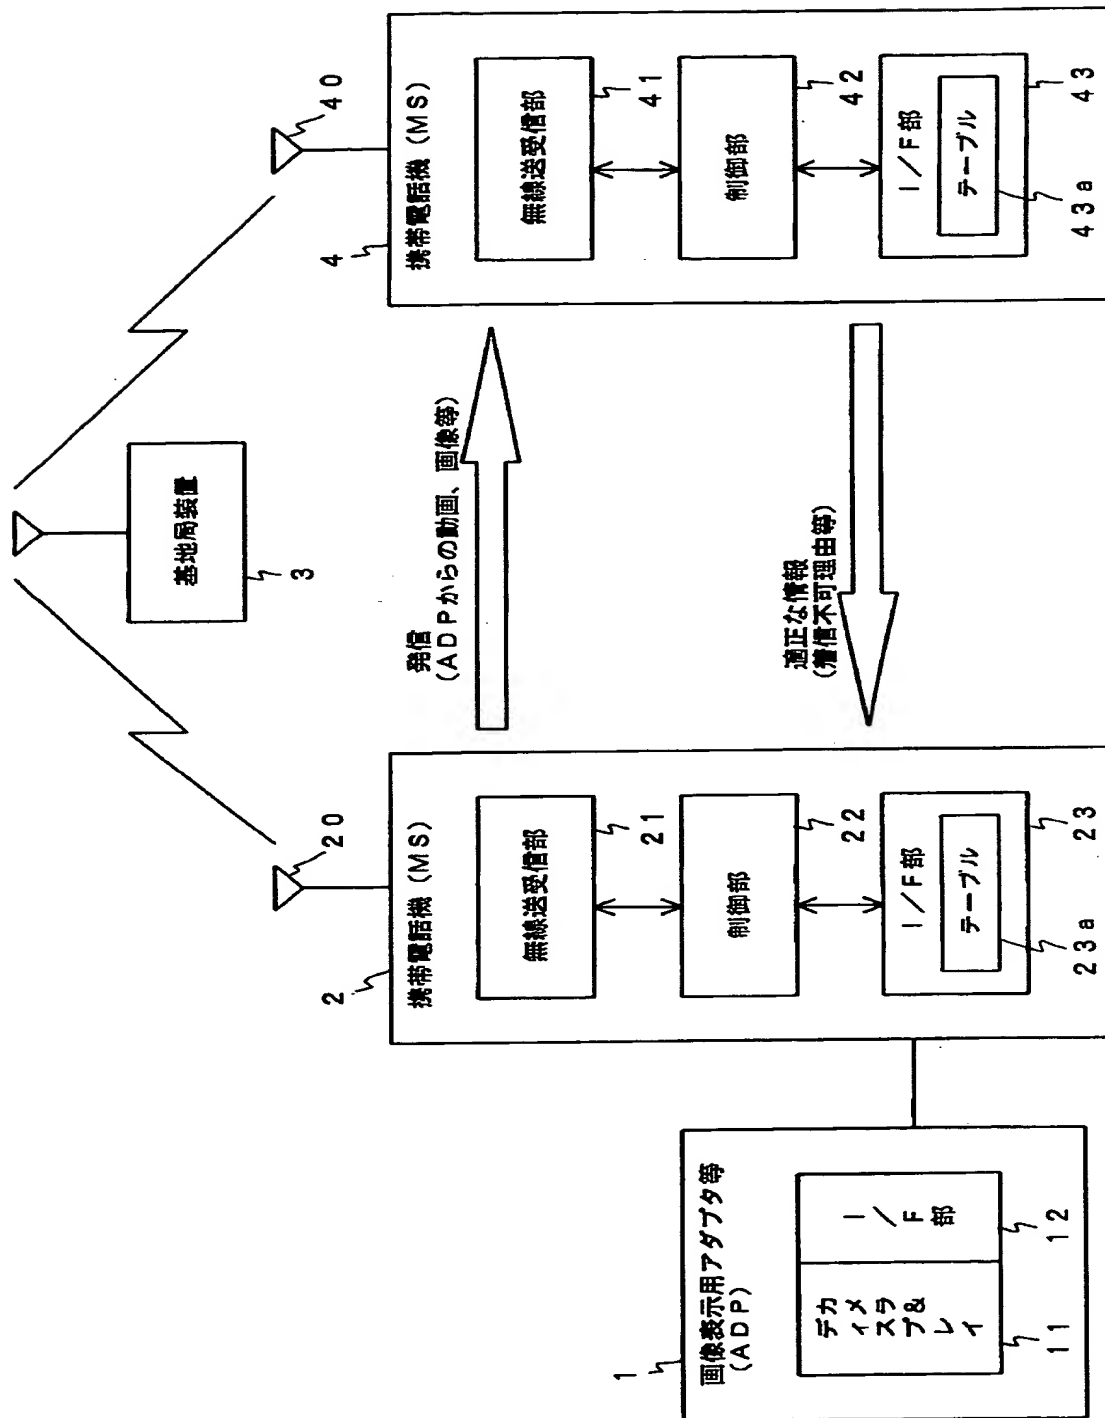 基地局装置
3
20
40
2
携帯電話機(MS)
無線送受信部
21
制御部
22
I/F部
テーブル
23a
23
発信
(ADPからの動画、画像等)
適正な情報
(着信不可理由等)
4
携帯電話機(MS)
無線送受信部
41
制御部
42
I/F部
テーブル
43a
43
1
画像表示用アダプタ等
(ADP)
カメラ&
ディスプレイ
11
I/F部
12